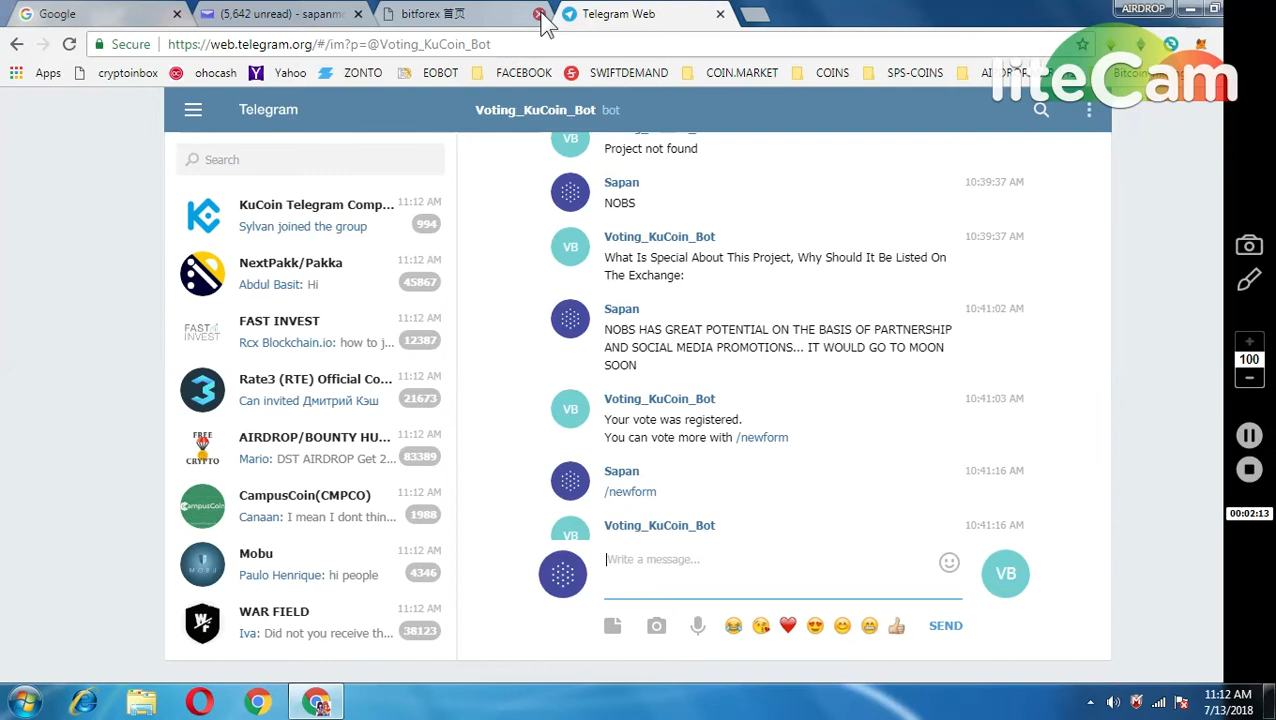 Google
(5,642 unread) - sapanmo
bitforex 首页
Telegram Web
AIRDROP
Secure
https://web.telegram.org/#/im?p=@Voting_KuCoin_Bot
Apps
cryptoinbox
ohocash
Yahoo
ZONTO
EOBOT
FACEBOOK
SWIFTDEMAND
COIN.MARKET
COINS
SPS-COINS
liteCam
Telegram
Voting_KuCoin_Bot bot
Search
KuCoin Telegram Comp...
11:12 AM
Sylvan joined the group
994
NextPakk/Pakka
11:12 AM
Abdul Basit: Hi
45867
FAST INVEST
FAST INVEST
11:12 AM
Rcx Blockchain.io: how to j...
12387
Rate3 (RTE) Official Co...
11:12 AM
Can invited Дмитрий Кэш
21673
FREE
CRYPTO
AIRDROP/BOUNTY HU...
11:12 AM
Mario: DST AIRDROP Get 2...
83389
CampusCoin
CampusCoin(CMPCO)
11:12 AM
Canaan: I mean I dont thin...
1988
MOBU
Mobu
11:12 AM
Paulo Henrique: hi people
4346
WAR FIELD
11:12 AM
Iva: Did not you receive th...
38123
VB
Project not found
Sapan
10:39:37 AM
NOBS
VB
Voting_KuCoin_Bot
10:39:37 AM
What Is Special About This Project, Why Should It Be Listed On
The Exchange:
Sapan
10:41:02 AM
NOBS HAS GREAT POTENTIAL ON THE BASIS OF PARTNERSHIP
AND SOCIAL MEDIA PROMOTIONS... IT WOULD GO TO MOON
SOON
VB
Voting_KuCoin_Bot
10:41:03 AM
Your vote was registered.
You can vote more with /newform
Sapan
10:41:16 AM
/newform
VB
Voting_KuCoin_Bot
10:41:16 AM
Write a message...
VB
SEND
100
00:02:13
11:12 AM
7/13/2018